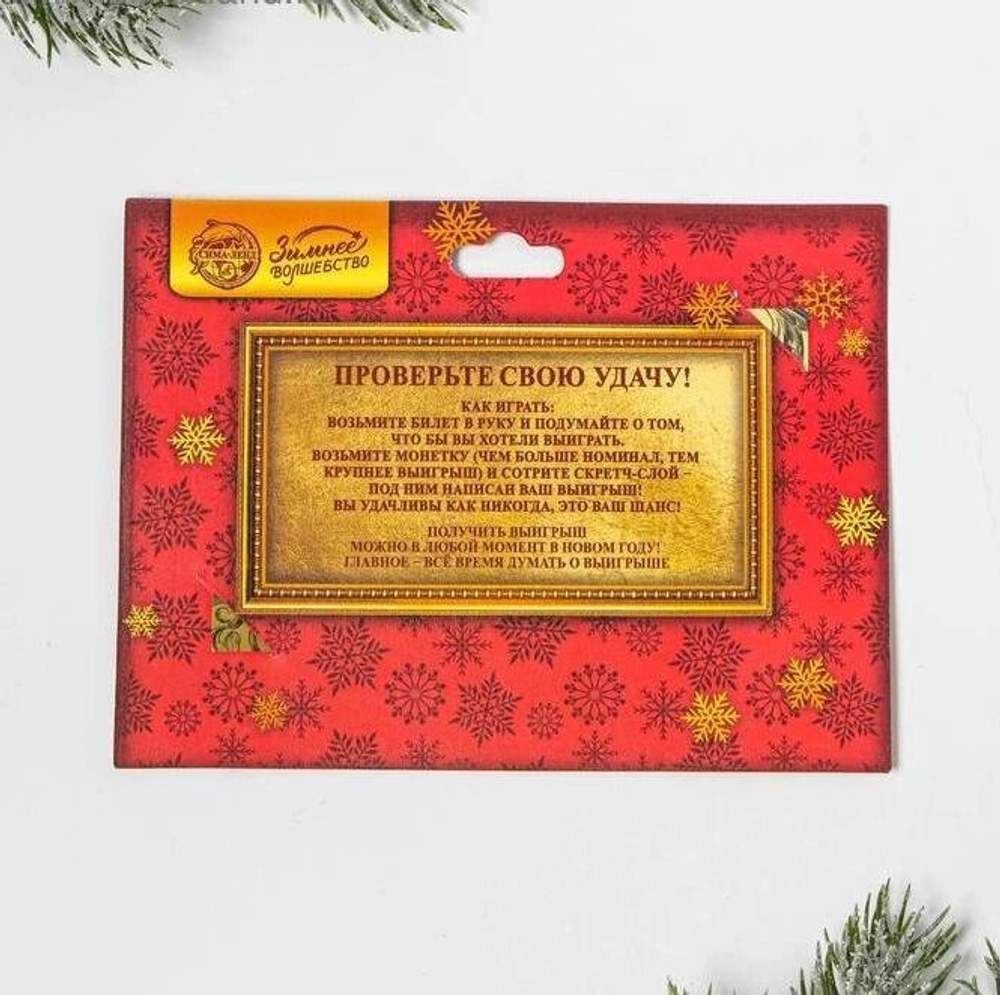 СИМА-ЛЕНД
Зимнее
ВОЛШЕБСТВО
ПРОВЕРЬТЕ СВОЮ УДАЧУ!
КАК ИГРАТЬ:
ВОЗЬМИТЕ БИЛЕТ В РУКУ И ПОДУМАЙТЕ О ТОМ,
ЧТО БЫ ВЫ ХОТЕЛИ ВЫИГРАТЬ.
ВОЗЬМИТЕ МОНЕТКУ (ЧЕМ БОЛЬШЕ НОМИНАЛ, ТЕМ
КРУПНЕЕ ВЫИГРЫШ) И СОТРИТЕ СКРЕТЧ-СЛОЙ –
ПОД НИМ НАПИСАН ВАШ ВЫИГРЫШ!
ВЫ УДАЧЛИВЫ КАК НИКОГДА, ЭТО ВАШ ШАНС!
ПОЛУЧИТЬ ВЫИГРЫШ
МОЖНО В ЛЮБОЙ МОМЕНТ В НОВОМ ГОДУ!
ГЛАВНОЕ – ВСЁ ВРЕМЯ ДУМАТЬ О ВЫИГРЫШЕ